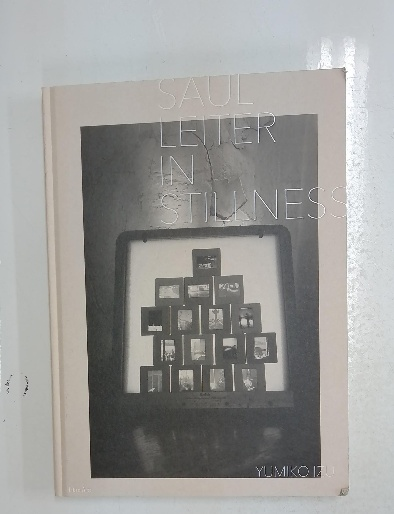 SAUL
LEITER
IN
STILLNESS
YUMIKO IZU